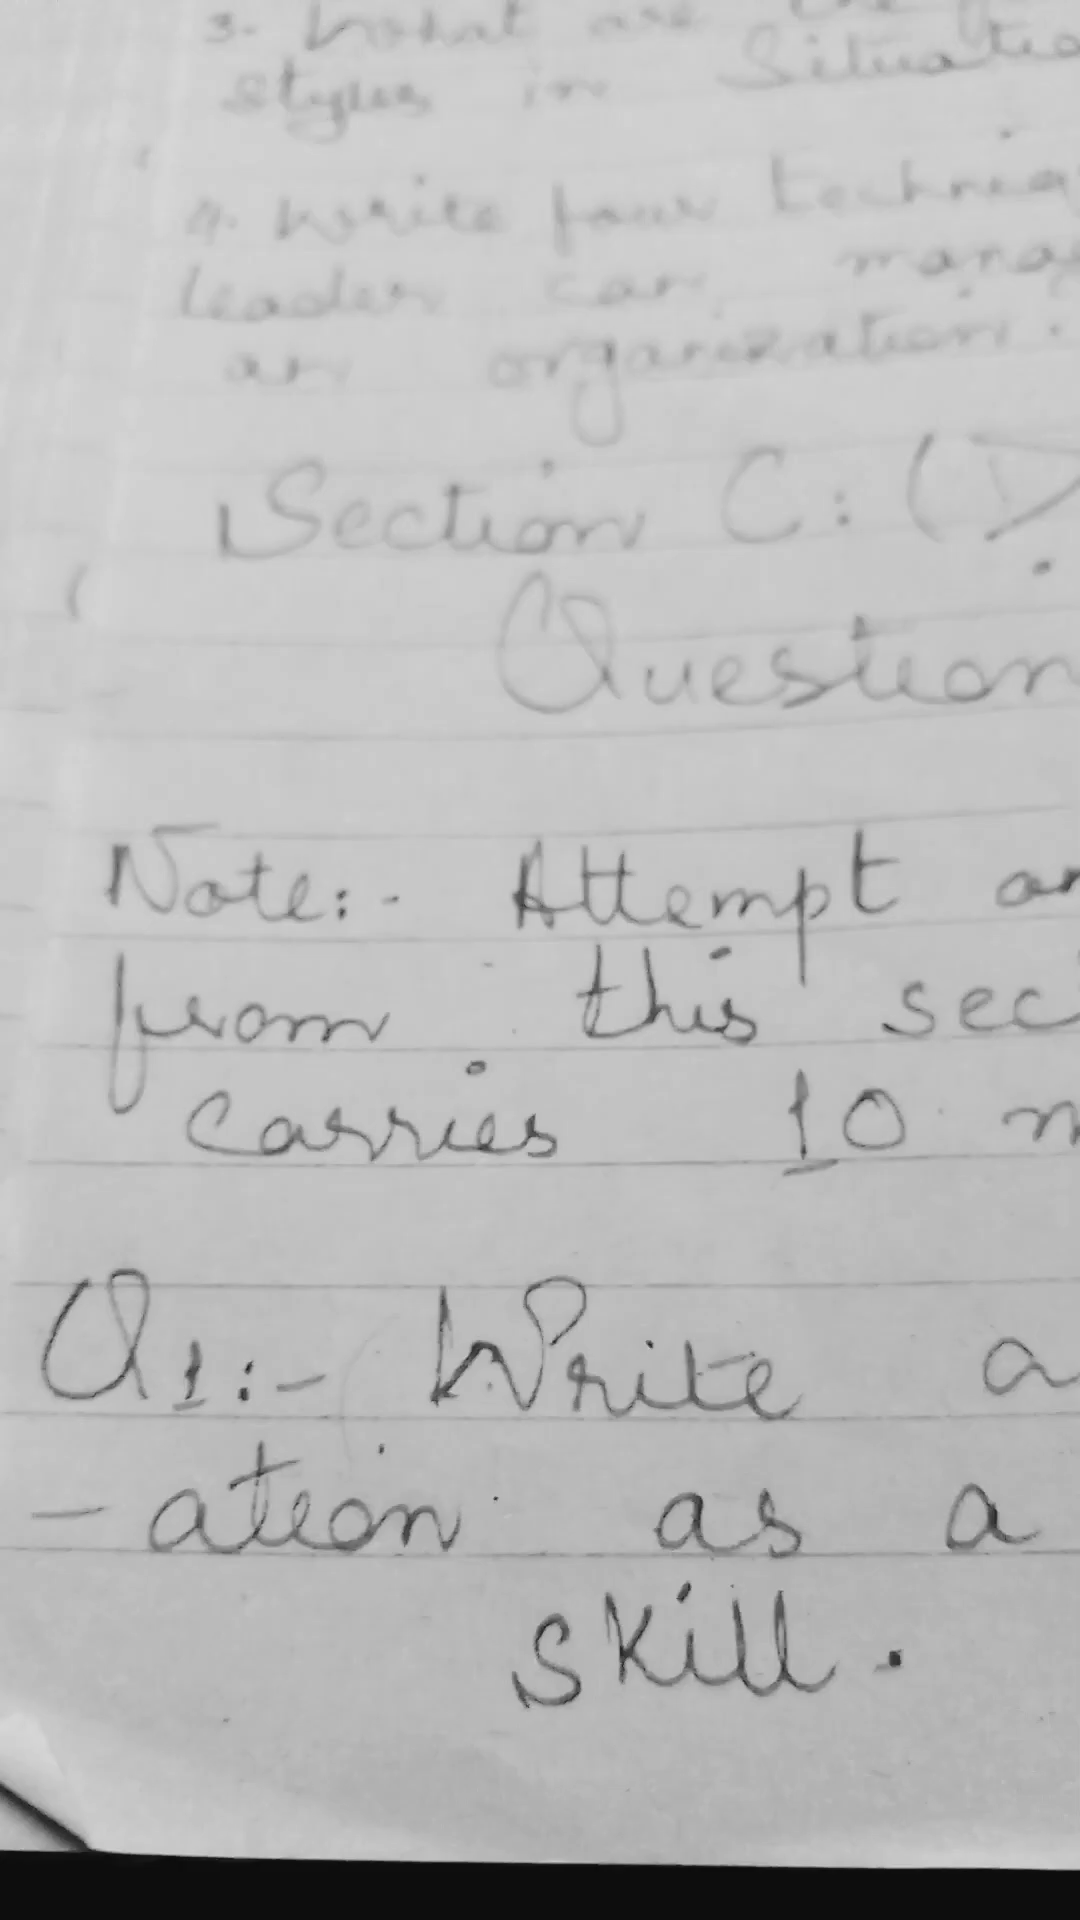 3. What are the
styles in Situatio
4. Write four techniq
leader can manag
an organization.
Section C: (D
Question
Note:- Attempt an
from this sec
carries 10 m
Q1:- Write a
-ation as a
skill.